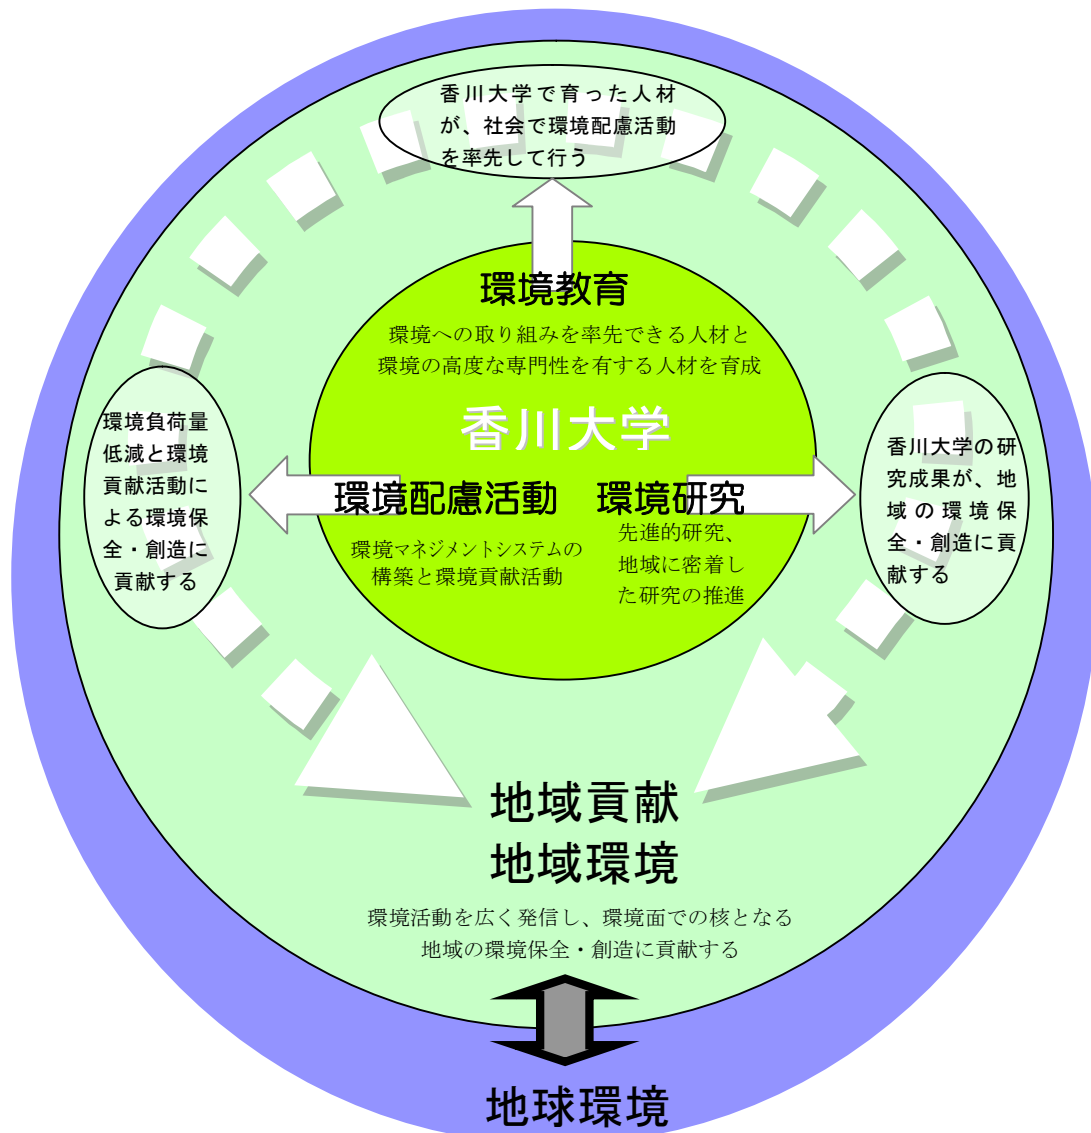 香川大学で育った人材
が、社会で環境配慮活動
を率先して行う
環境教育
環境への取り組みを率先できる人材と
環境の高度な専門性を有する人材を育成
香川大学
環境負荷量
低減と環境
貢献活動に
よる環境保
全・創造に
貢献する
環境配慮活動
環境マネジメントシステムの
構築と環境貢献活動
環境研究
先進的研究、
地域に密着し
た研究の推進
香川大学の研
究成果が、地
域の環境保
全・創造に貢
献する
地域貢献
地域環境
環境活動を広く発信し、環境面での核となる
地域の環境保全・創造に貢献する
地球環境